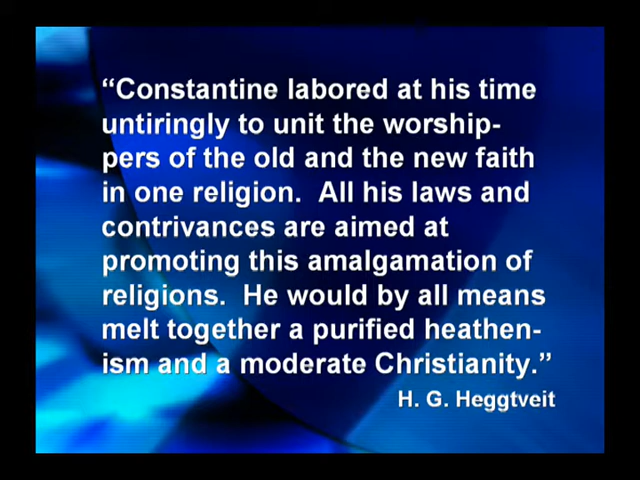 “Constantine labored at his time
untiringly to unit the worship-
pers of the old and the new faith
in one religion.  All his laws and
contrivances are aimed at
promoting this amalgamation of
religions.  He would by all means
melt together a purified heathen-
ism and a moderate Christianity.”
H. G. Heggtveit